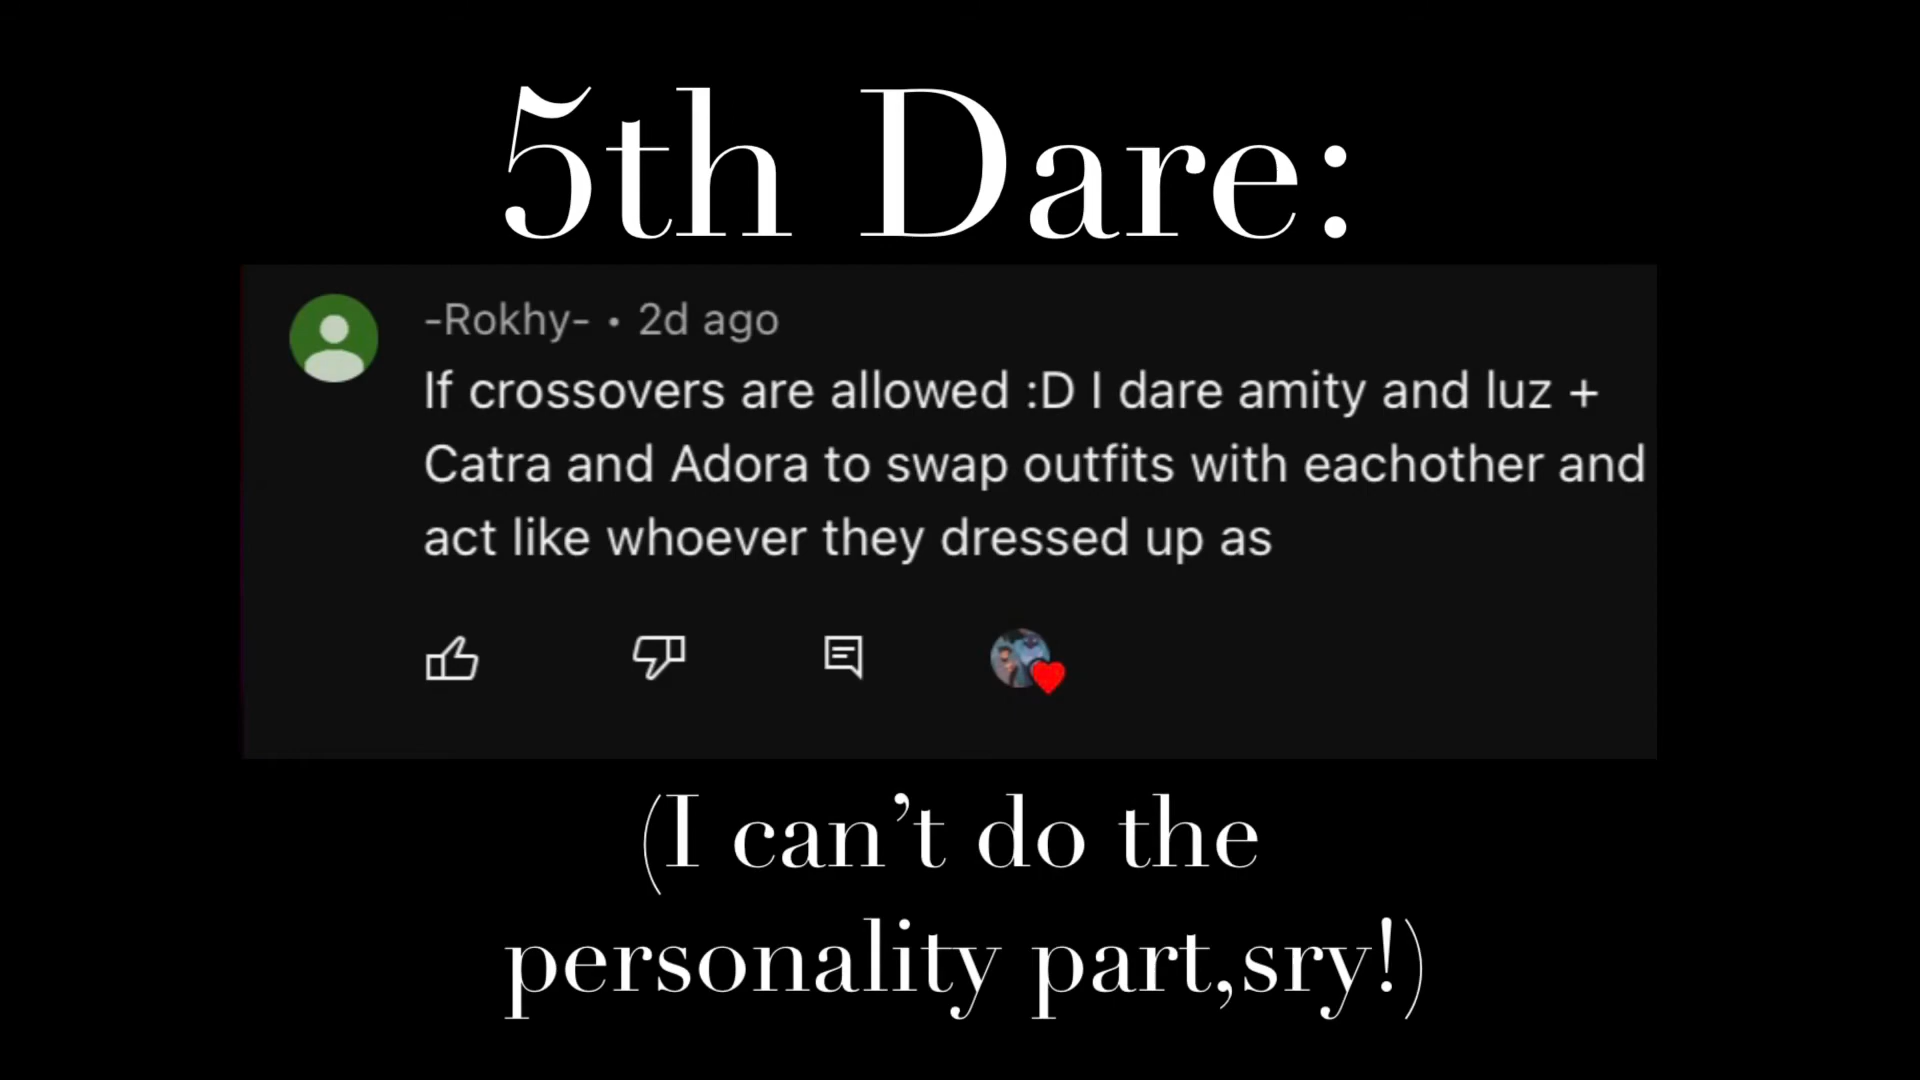 5th Dare:
-Rokhy- • 2d ago
If crossovers are allowed :D I dare amity and luz +
Catra and Adora to swap outfits with eachother and
act like whoever they dressed up as
(I can’t do the
personality part,sry!)